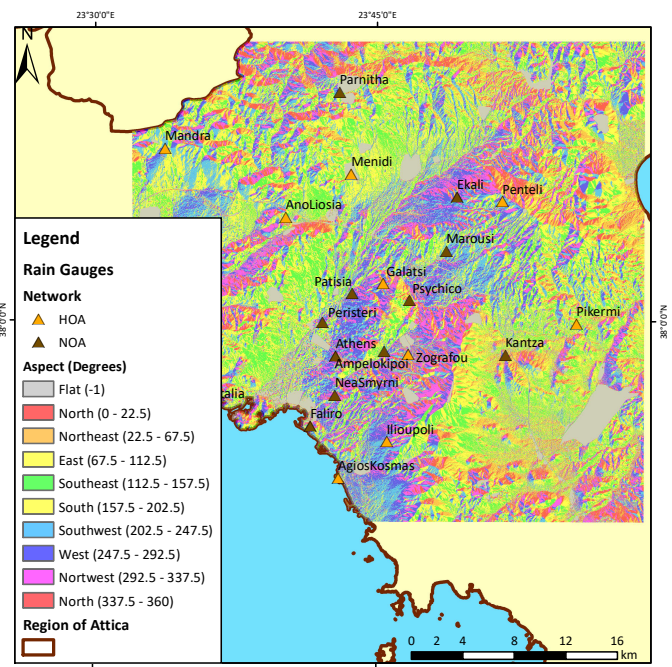 23°30'0"E
23°45'0"E
N
Parnitha
Mandra
Menidi
Ekali
Penteli
AnoLiosia
Marousi
Galatsi
Patisia
Psychico
Peristeri
Pikermi
Athens
Kantza
Ampelokipoi
Zografou
NeaSmyrni
alia
Faliro
Ilioupoli
AgiosKosmas
38°0'0"N
38°0'0"N
Legend
Rain Gauges
Network
HOA
NOA
Aspect (Degrees)
Flat (-1)
North (0 - 22.5)
Northeast (22.5 - 67.5)
East (67.5 - 112.5)
Southeast (112.5 - 157.5)
South (157.5 - 202.5)
Southwest (202.5 - 247.5)
West (247.5 - 292.5)
Nortwest (292.5 - 337.5)
North (337.5 - 360)
Region of Attica
0 2 4 8 12 16
km